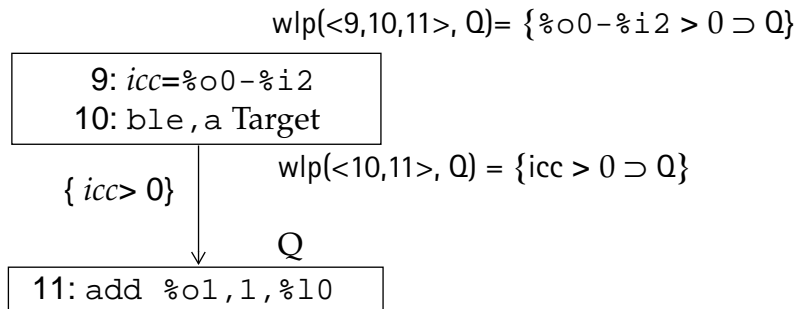 wlp(<9,10,11>, Q)= {%o0-%i2 > 0 ⊃ Q}
9: icc=%o0-%i2
10: ble,a Target
wlp(<10,11>, Q) = {icc > 0 ⊃ Q}
{ icc> 0}
Q
11: add %o1,1,%l0